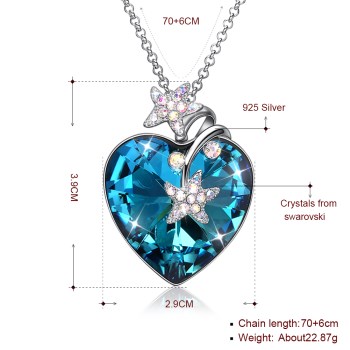 70+6CM
925 Silver
3.9CM
Crystals from
swarovski
2.9CM
Chain length:70+6cm
Weight: About22.87g